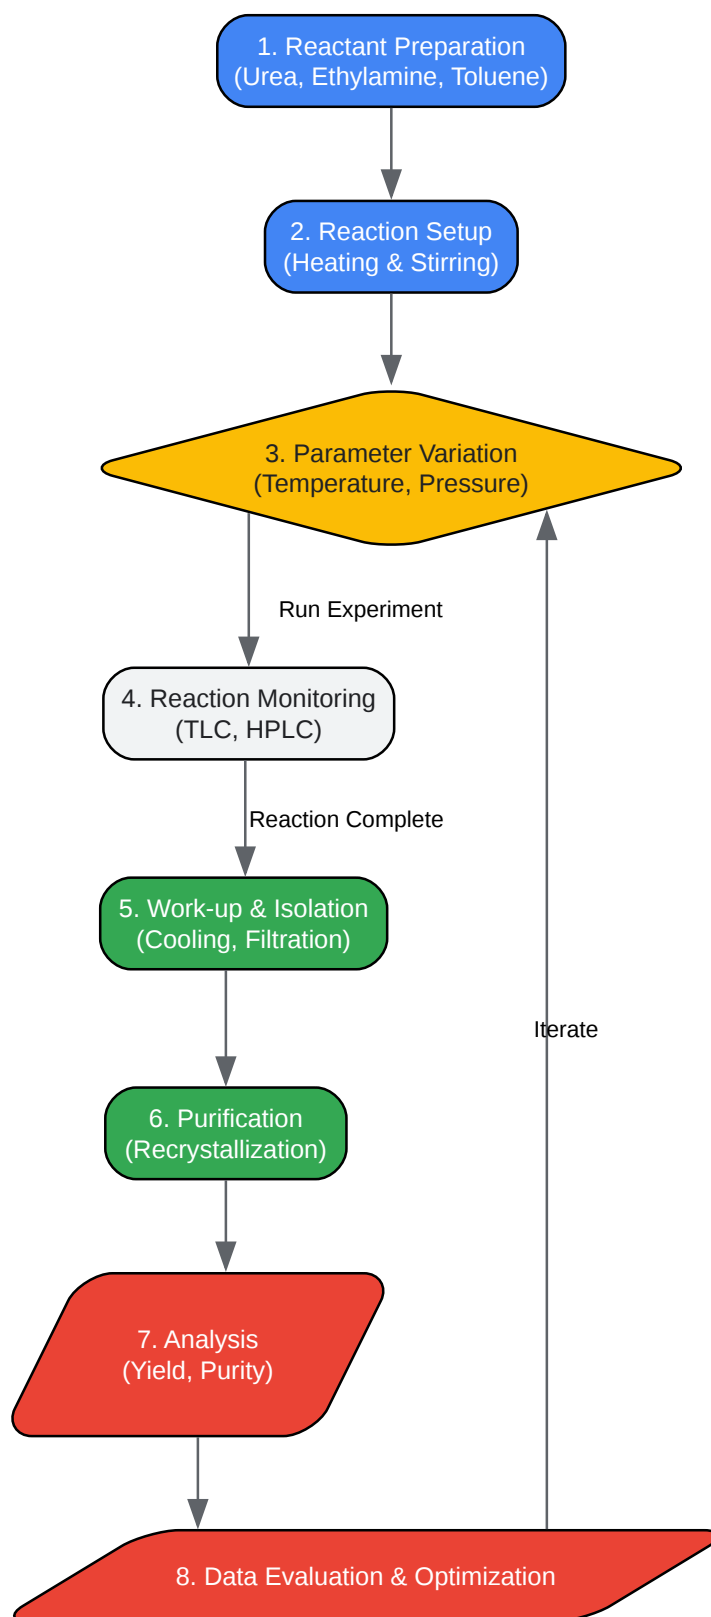 1. Reactant Preparation
(Urea, Ethylamine, Toluene)
2. Reaction Setup
(Heating & Stirring)
3. Parameter Variation
(Temperature, Pressure)
Run Experiment
4. Reaction Monitoring
(TLC, HPLC)
Reaction Complete
5. Work-up & Isolation
(Cooling, Filtration)
Iterate
6. Purification
(Recrystallization)
7. Analysis
(Yield, Purity)
8. Data Evaluation & Optimization